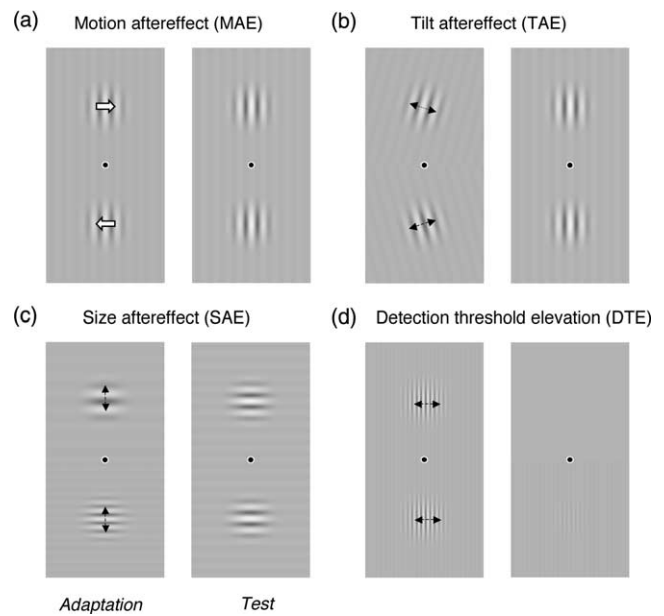 (a) Motion aftereffect (MAE)
(b) Tilt aftereffect (TAE)
(c) Size aftereffect (SAE)
(d) Detection threshold elevation (DTE)
Adaptation Test